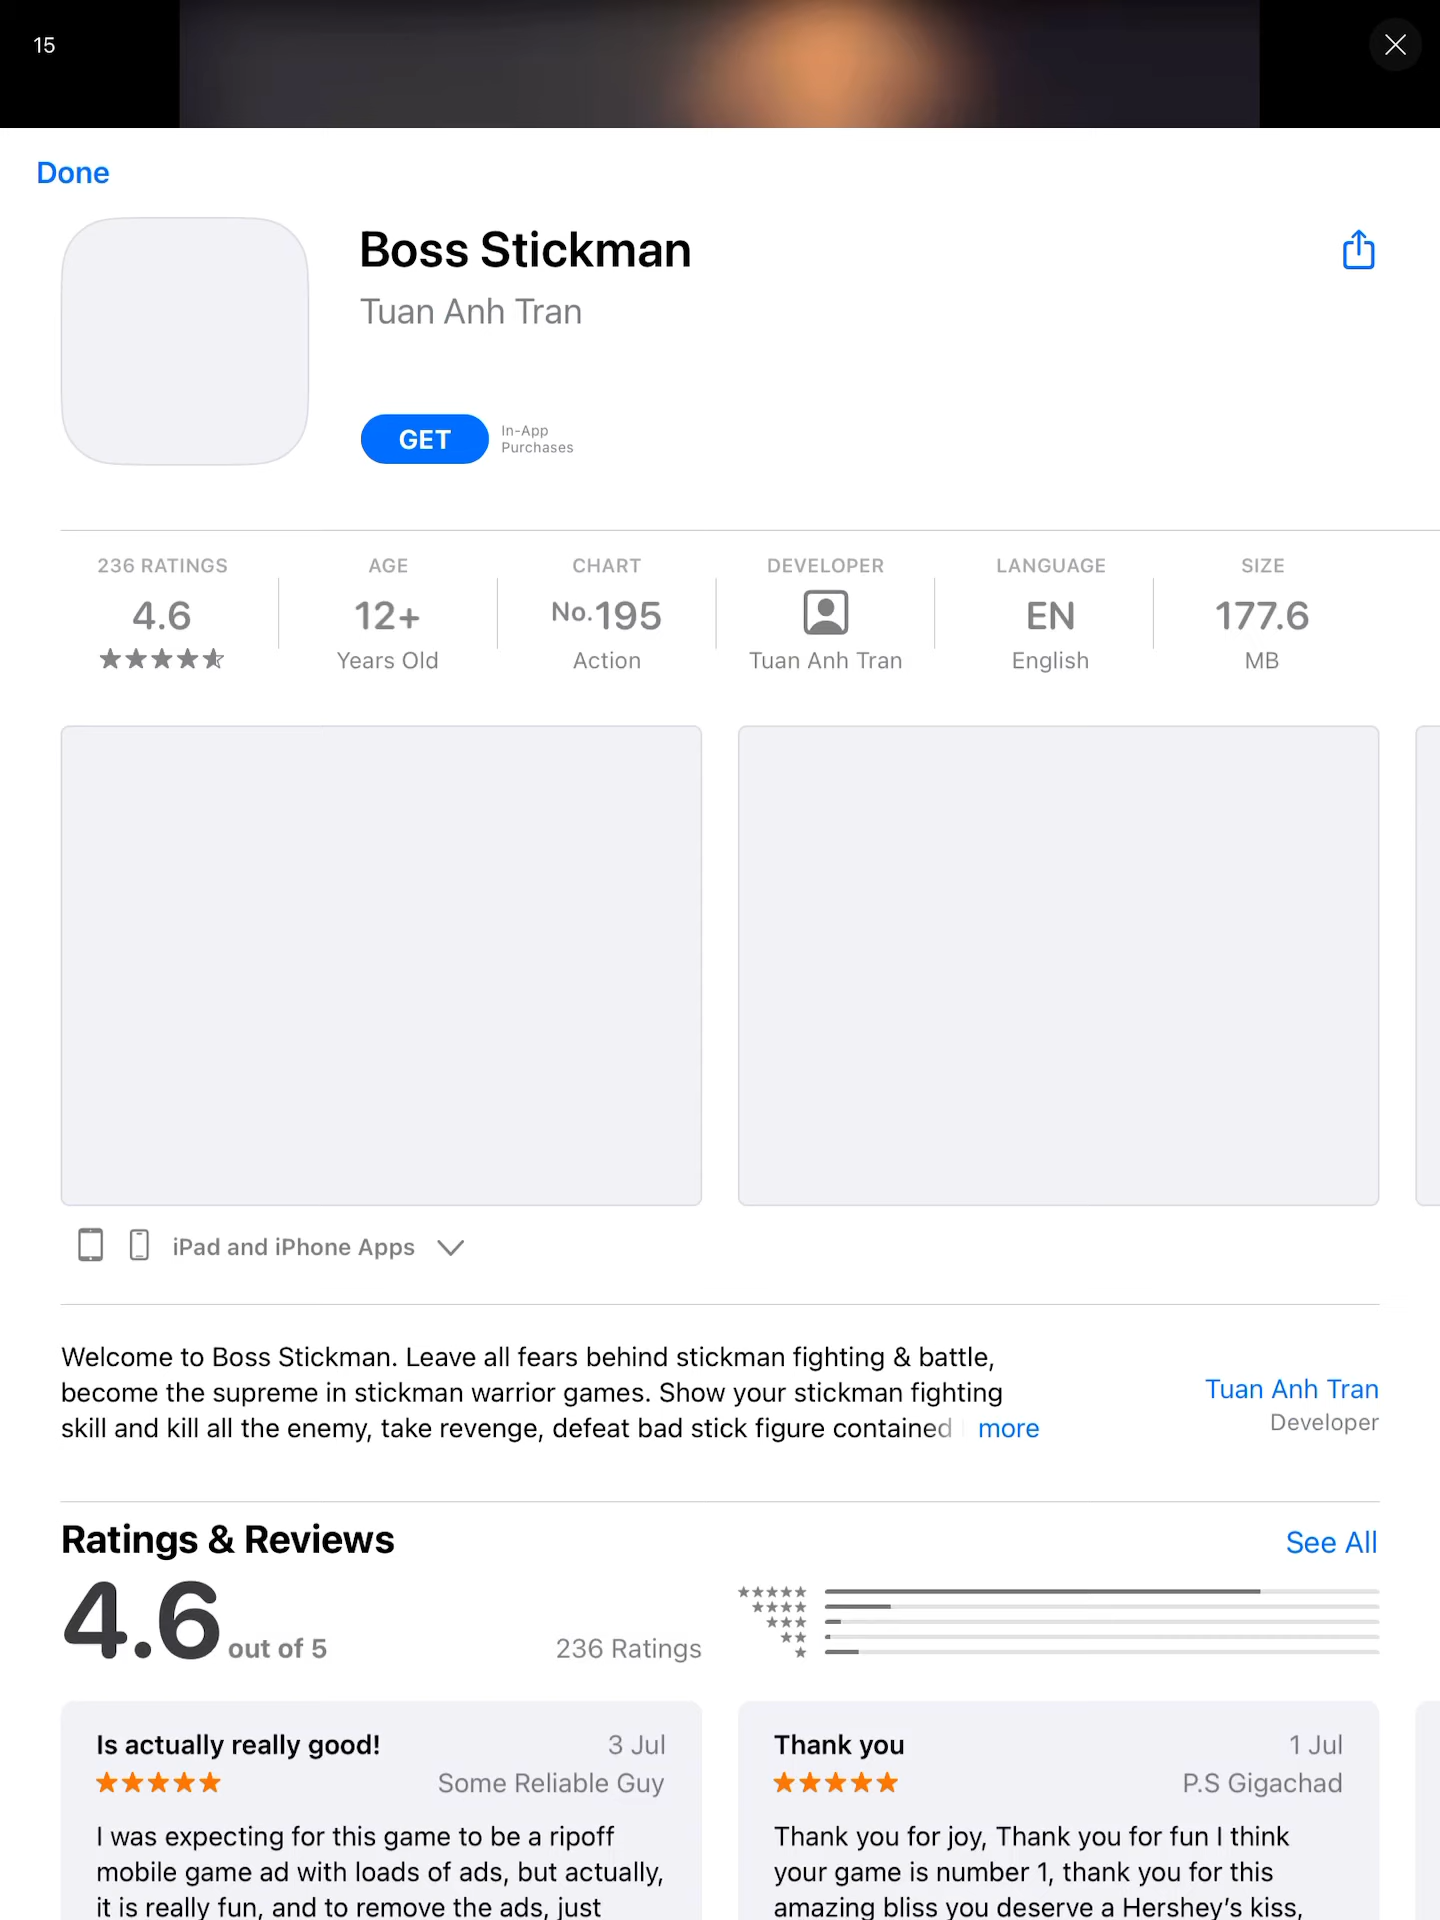 15
Done
Boss Stickman
Tuan Anh Tran
GET
In-App
Purchases
236 RATINGS
4.6
AGE
12+
Years Old
CHART
No.195
Action
DEVELOPER
Tuan Anh Tran
LANGUAGE
EN
English
SIZE
177.6
MB
iPad and iPhone Apps
Welcome to Boss Stickman. Leave all fears behind stickman fighting & battle,
become the supreme in stickman warrior games. Show your stickman fighting
skill and kill all the enemy, take revenge, defeat bad stick figure contained more
Tuan Anh Tran
Developer
Ratings & Reviews
See All
4.6 out of 5
236 Ratings
Is actually really good!
3 Jul
Some Reliable Guy
I was expecting for this game to be a ripoff
mobile game ad with loads of ads, but actually,
it is really fun, and to remove the ads, just
Thank you
1 Jul
P.S Gigachad
Thank you for joy, Thank you for fun I think
your game is number 1, thank you for this
amazing bliss you deserve a Hershey's kiss,